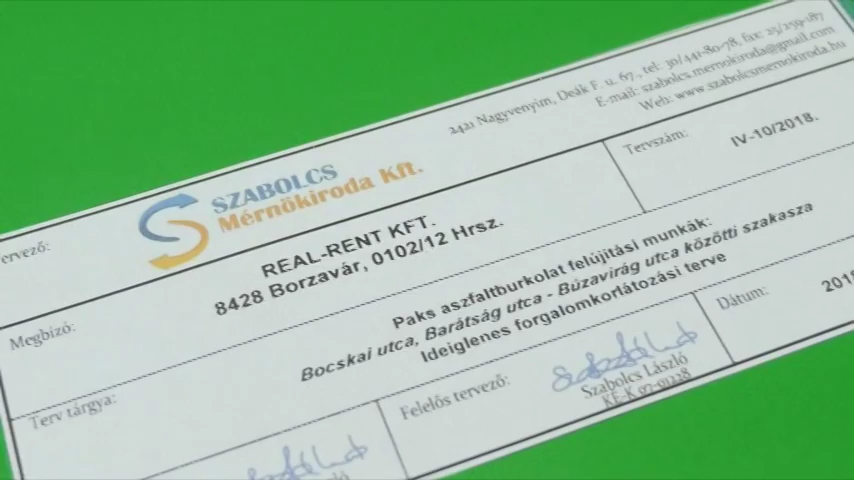 2421 Nagyvenyim, Deák F. u. 67., tel: 30/441-80-78, fax: 25/259-187
E-mail: szabolcs.mernokiroda@gmail.com
Web: www.szabolcsmernokiroda.hu
ervező:
SZABOLCS
Mérnökiroda Kft.
Tervszám:
IV-10/2018.
Megbízó:
REAL-RENT KFT.
8428 Borzavár, 0102/12 Hrsz.
Terv tárgya:
Paks aszfaltburkolat felújítási munkák:
Bocskai utca, Barátság utca - Búzavirág utca közötti szakasza
Ideiglenes forgalomkorlátozási terve
Felelős tervező:
Szabolcs László
Dátum:
2018